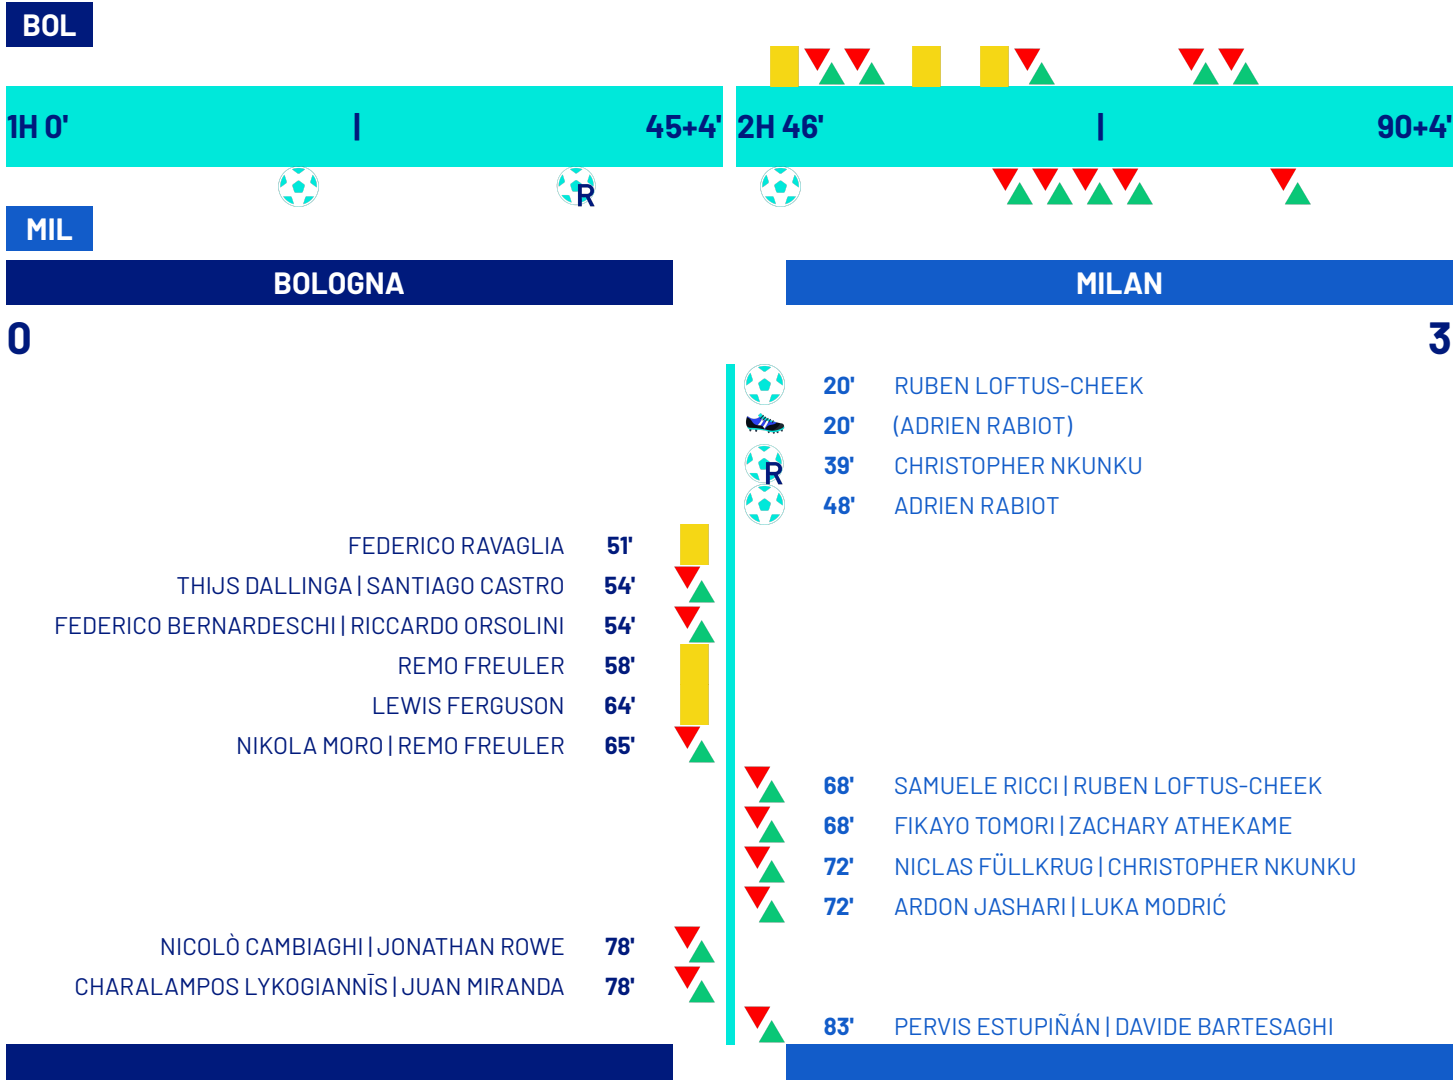 BOL
1H 0' | 45+4' 2H 46' | 90+4'
R
MIL
BOLOGNA MILAN
0 3
20' RUBEN LOFTUS-CHEEK
20' (ADRIEN RABIOT)
R 39' CHRISTOPHER NKUNKU
48' ADRIEN RABIOT
FEDERICO RAVAGLIA 51'
THIJS DALLINGA | SANTIAGO CASTRO 54'
FEDERICO BERNARDESCHI | RICCARDO ORSOLINI 54'
REMO FREULER 58'
LEWIS FERGUSON 64'
NIKOLA MORO | REMO FREULER 65'
68' SAMUELE RICCI | RUBEN LOFTUS-CHEEK
68' FIKAYO TOMORI | ZACHARY ATHEKAME
72' NICLAS FÜLLKRUG | CHRISTOPHER NKUNKU
72' ARDON JASHARI | LUKA MODRIĆ
NICOLÒ CAMBIAGHI | JONATHAN ROWE 78'
CHARALAMPOS LYKOGIANNĪS | JUAN MIRANDA 78'
83' PERVIS ESTUPIÑÁN | DAVIDE BARTESAGHI